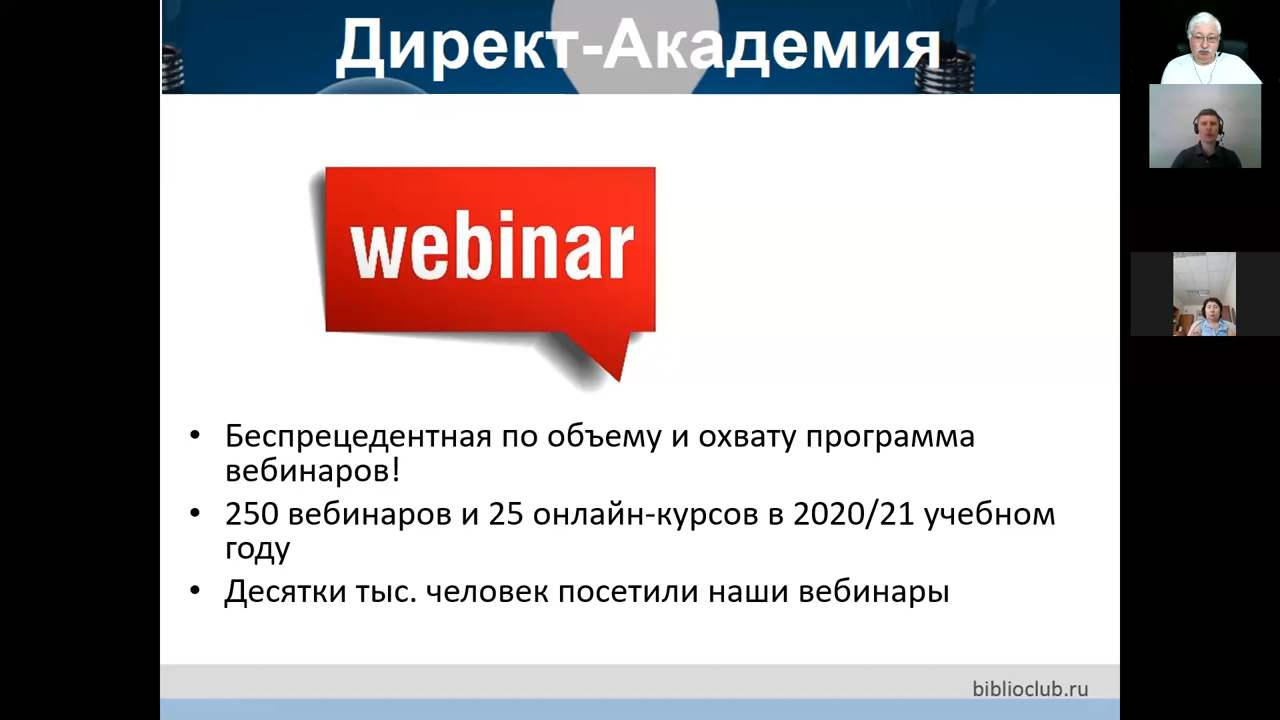 Директ-Академия
webinar
• Беспрецедентная по объему и охвату программа
вебинаров!
• 250 вебинаров и 25 онлайн-курсов в 2020/21 учебном
году
• Десятки тыс. человек посетили наши вебинары
biblioclub.ru